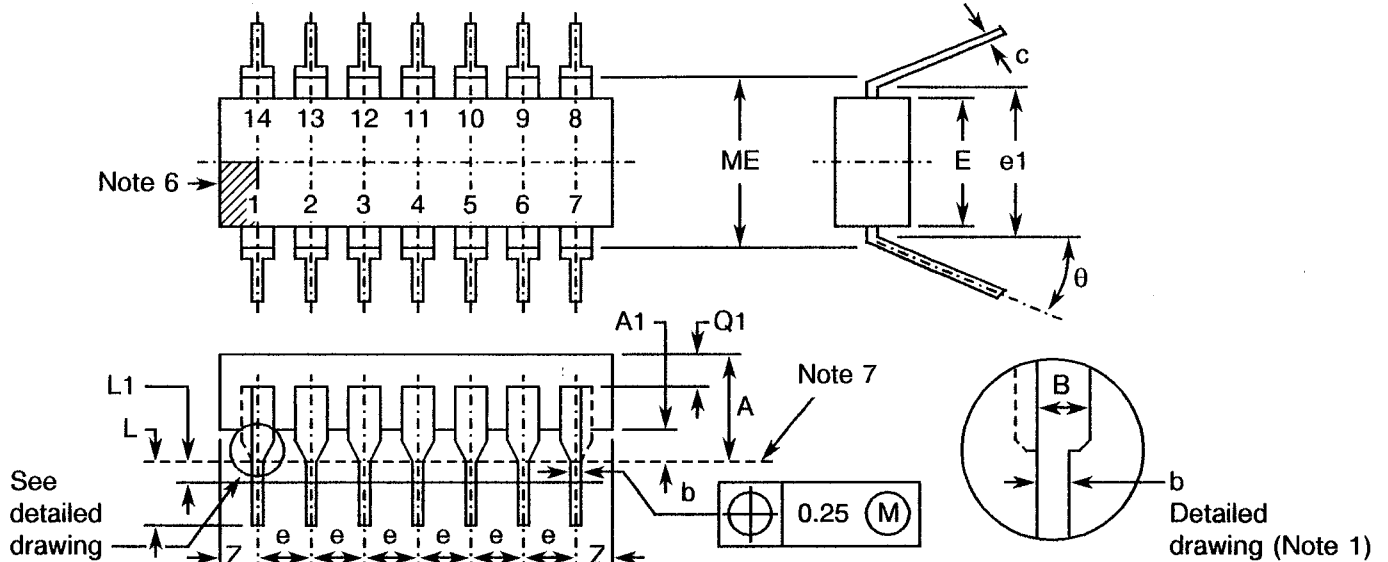 14 13 12 11 10 9 8
Note 6
1 2 3 4 5 6 7
ME
E
e1
c
θ
A1
Q1
L1
L
A
Note 7
See
detailed
drawing
b
0.25 M
Z e e e e e e Z
B
b
Detailed
drawing (Note 1)